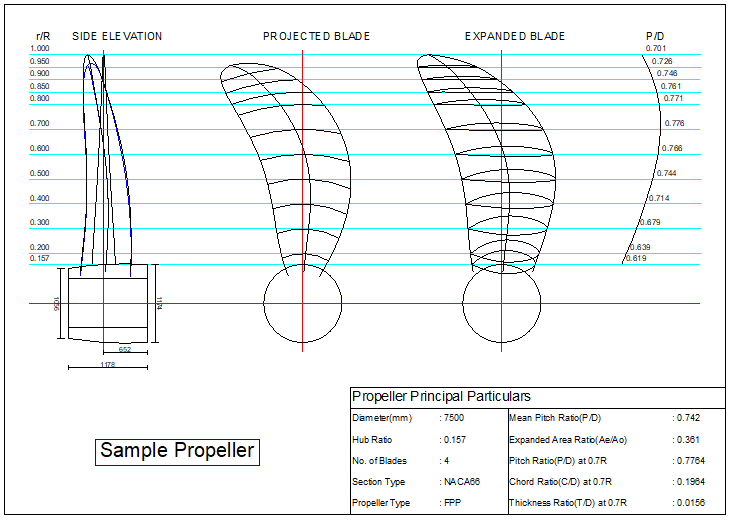 r/R SIDE ELEVATION PROJECTED BLADE EXPANDED BLADE P/D
1.000 0.701
0.950 0.726
0.900 0.746
0.850 0.761
0.800 0.771
0.700 0.776
0.600 0.766
0.500 0.744
0.400 0.714
0.300 0.679
0.200 0.639
0.157 0.619
652
1178
Propeller Principal Particulars
Diameter(mm) : 7500 Mean Pitch Ratio(P/D) : 0.742
Hub Ratio : 0.157 Expanded Area Ratio(Ae/Ao) : 0.361
No. of Blades : 4 Pitch Ratio(P/D) at 0.7R : 0.7764
Section Type : NACA66 Chord Ratio(C/D) at 0.7R : 0.1964
Propeller Type : FPP Thickness Ratio(T/D) at 0.7R : 0.0156
Sample Propeller